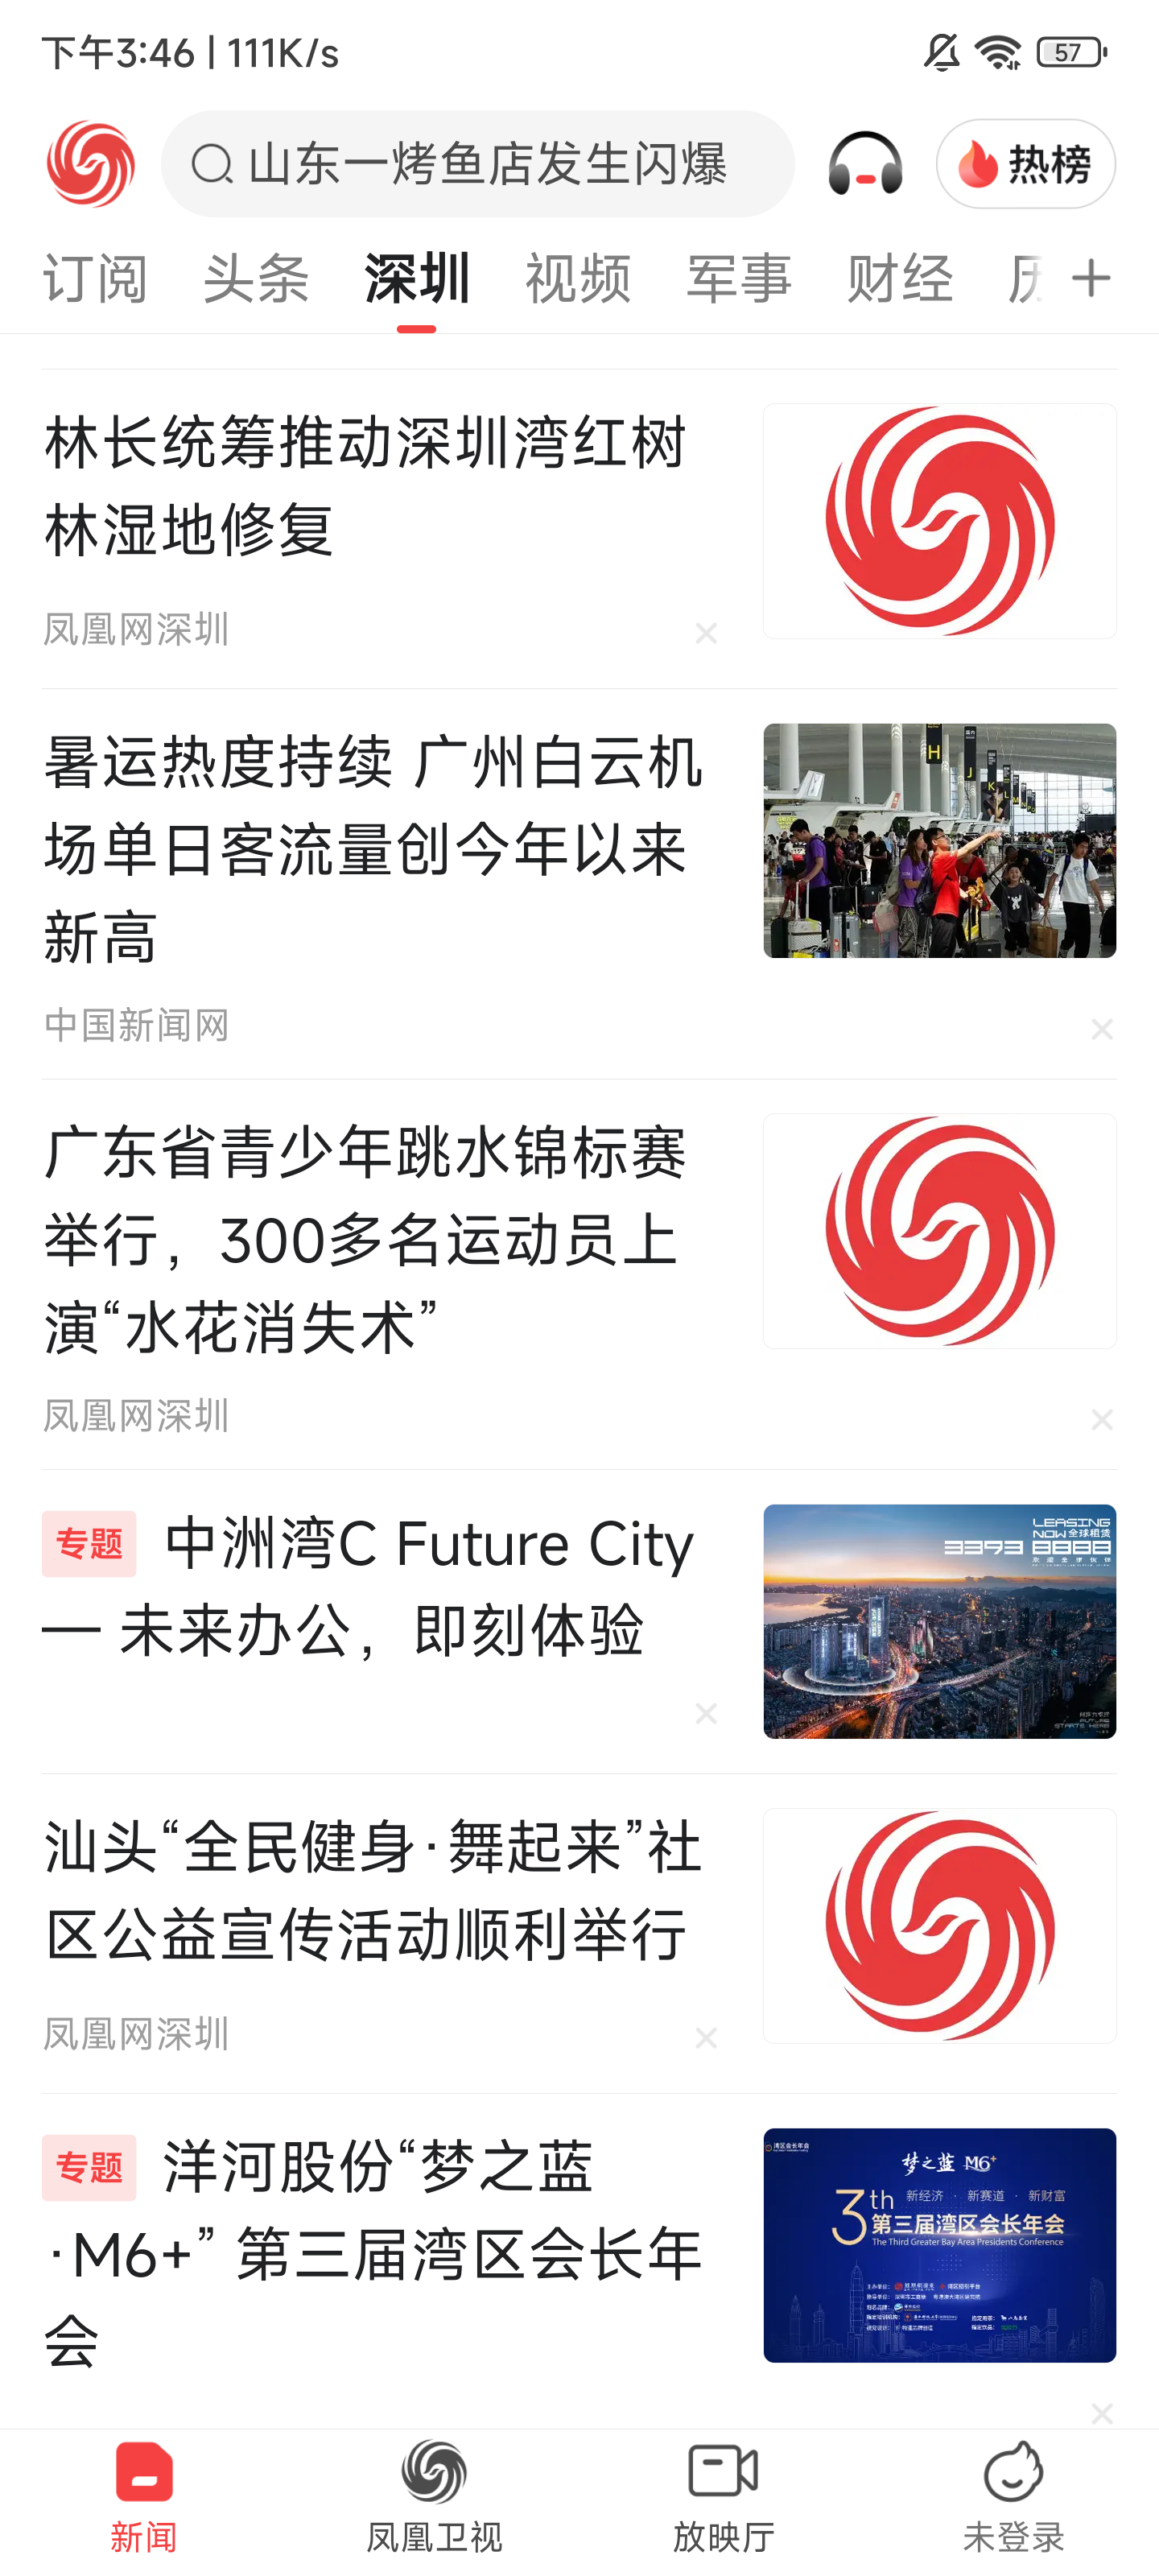 下午3:46 | 111K/s
57
山东一烤鱼店发生闪爆
热榜
订阅 头条 深圳 视频 军事 财经
林长统筹推动深圳湾红树
林湿地修复
凤凰网深圳
暑运热度持续 广州白云机
场单日客流量创今年以来
新高
中国新闻网
H
J
K
L
M
广东省青少年跳水锦标赛
举行，300多名运动员上
演“水花消失术”
凤凰网深圳
专题 中洲湾C Future City
— 未来办公，即刻体验
LEASING
NOW 全球租赁
3393 8888
FUTURE
STARTS HERE
汕头“全民健身·舞起来”社
区公益宣传活动顺利举行
凤凰网深圳
专题 洋河股份“梦之蓝
·M6+” 第三届湾区会长年
会
湾区会长年会
梦之蓝 M6+
3th 新经济 · 新赛道 · 新财富
第三届湾区会长年会
The Third Greater Bay Area Presidents Conference
新闻
凤凰卫视
放映厅
未登录